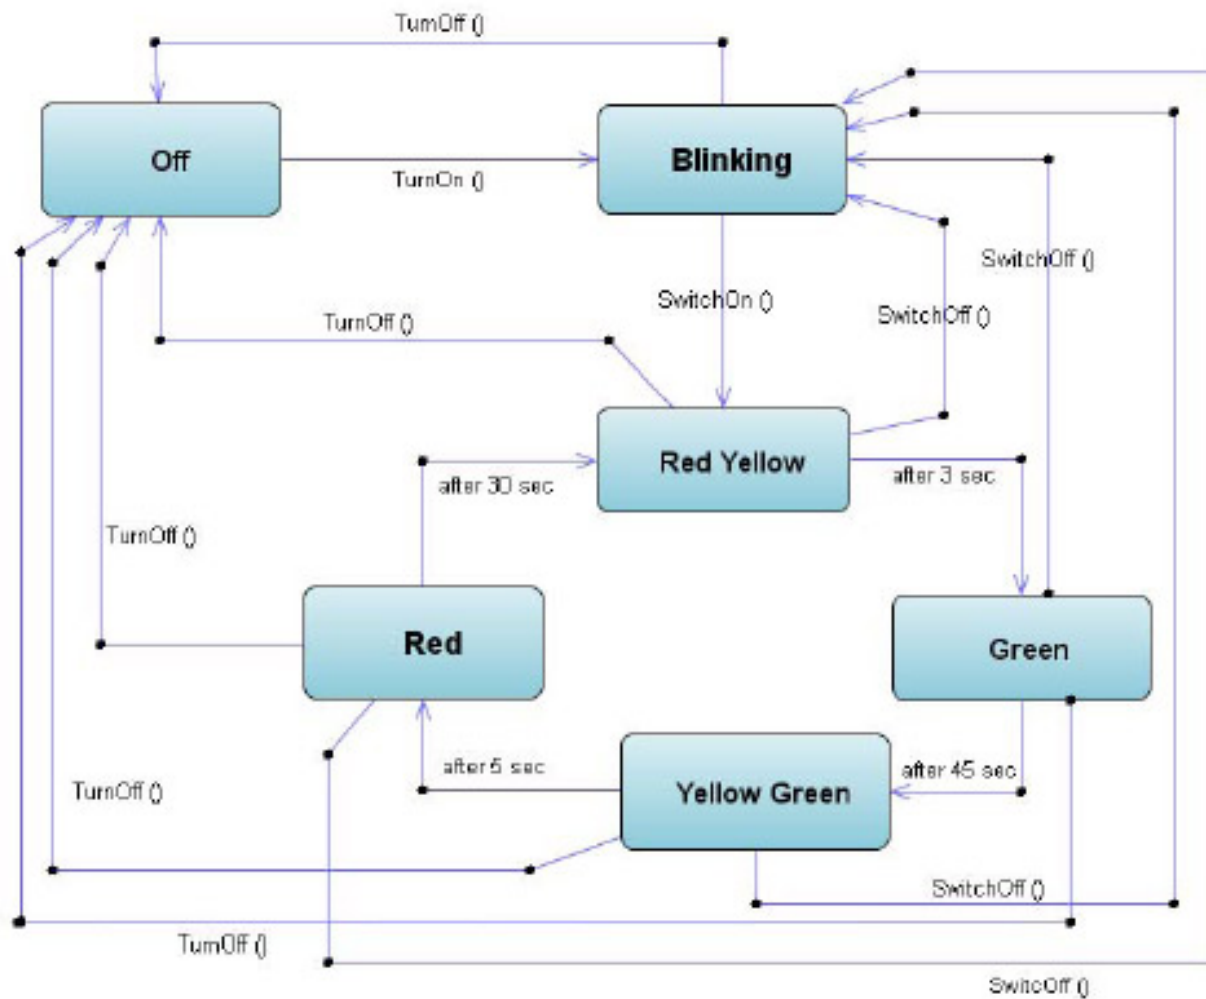 TurnOff ()
Off
Blinking
TurnOn ()
SwitchOff ()
SwitchOn ()
SwitchOff ()
TurnOff ()
Red Yellow
after 30 sec
after 3 sec
TurnOff ()
Red
Green
after 5 sec
after 45 sec
TurnOff ()
Yellow Green
SwitchOff ()
TurnOff ()
SwitcOff ()